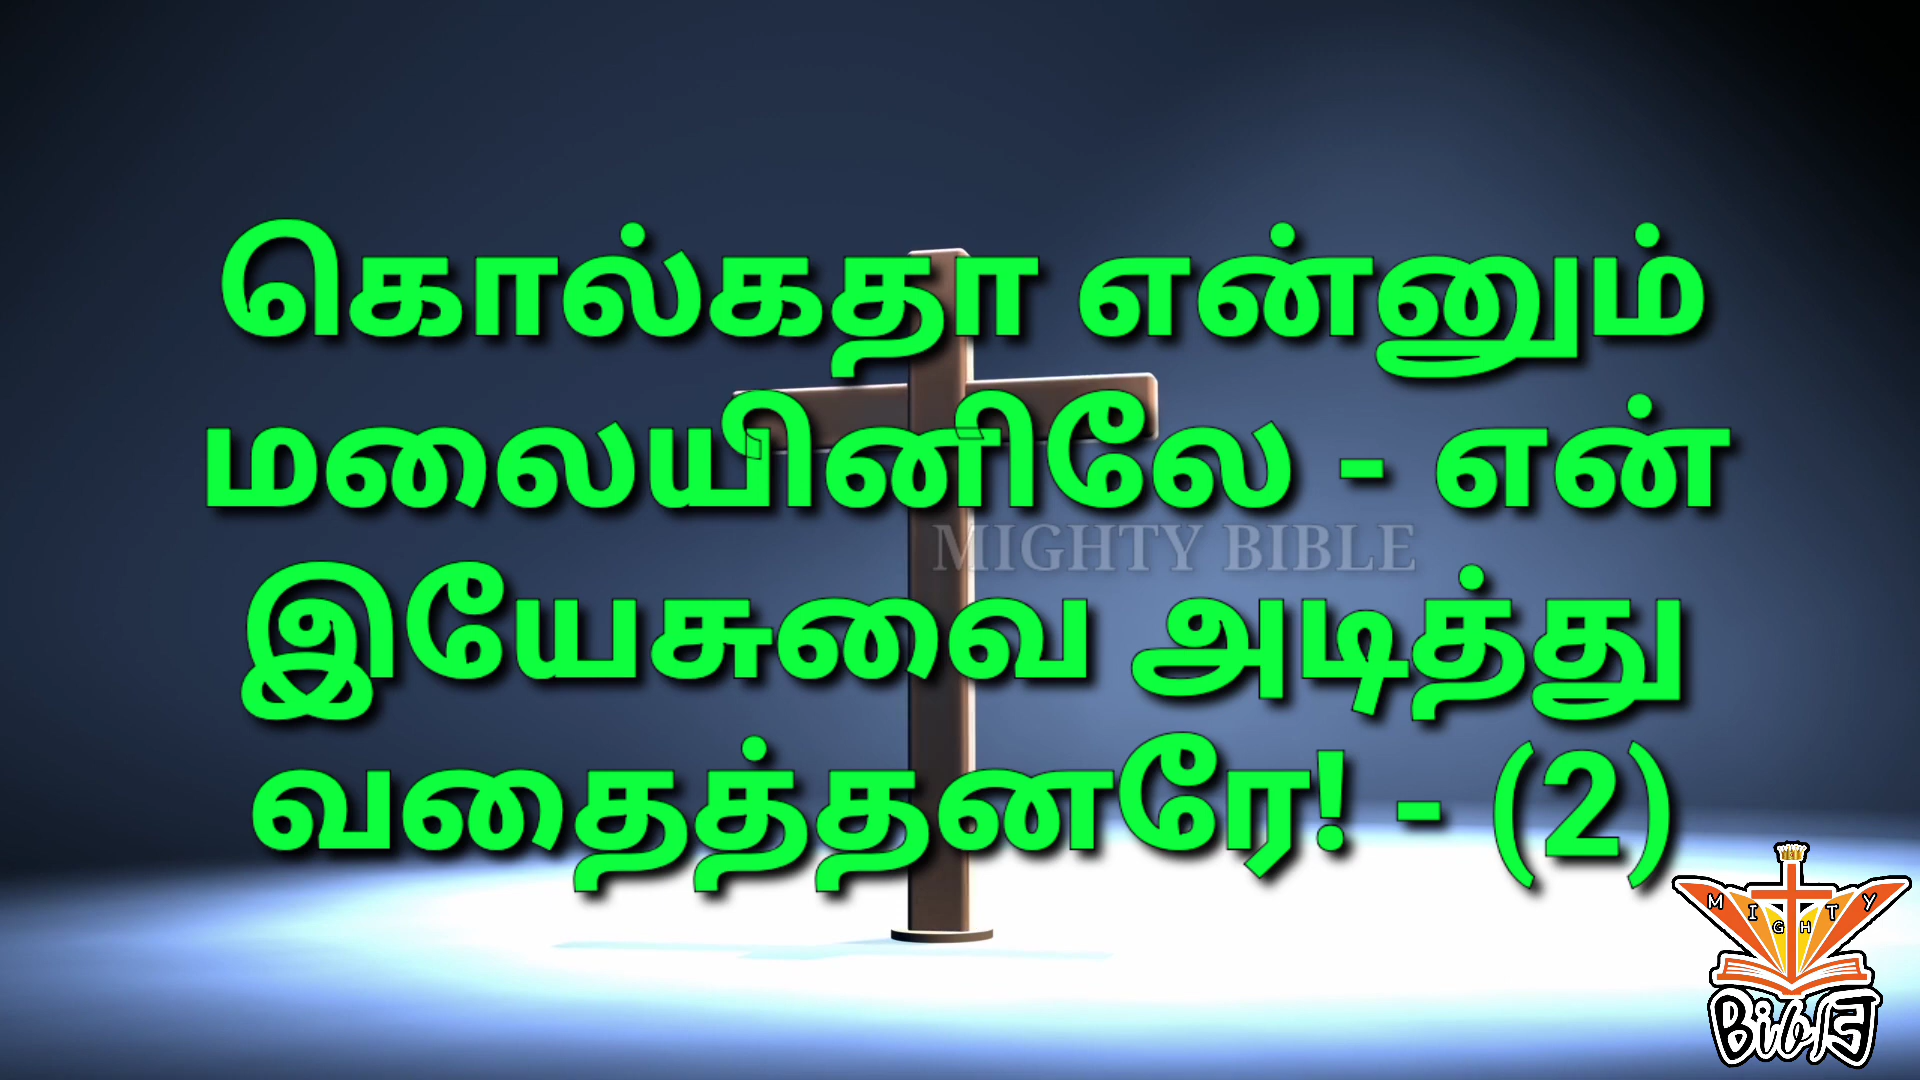 கொல்கதா என்னும்
மலையினிலே - என்
MIGHTY BIBLE
இயேசுவை அடித்து
வதைத்தனரே! - (2)
MIGHTY
Bible